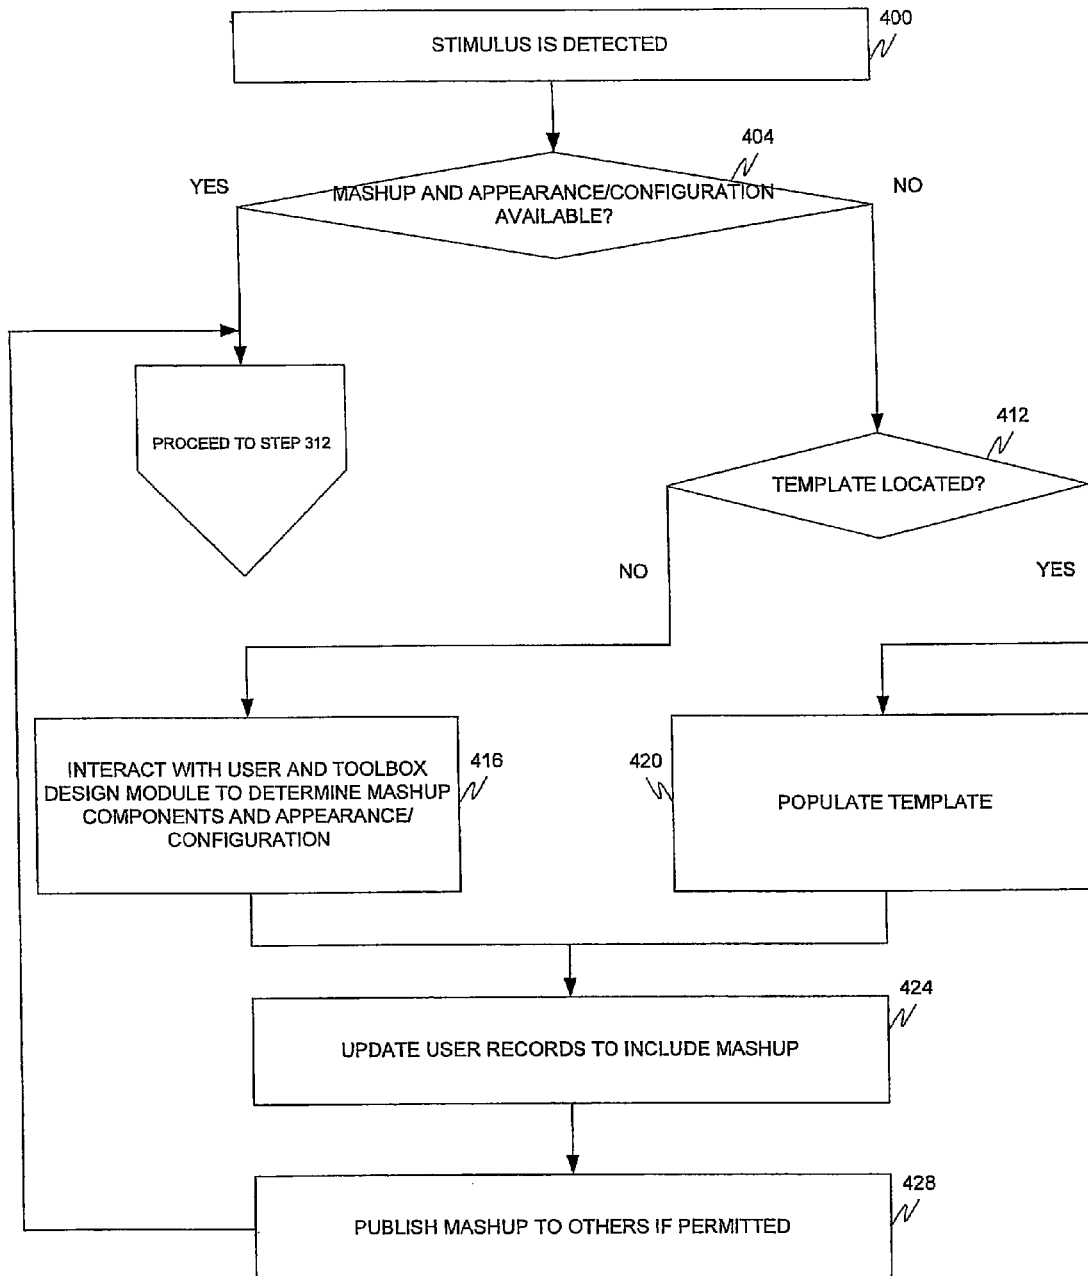 400
STIMULUS IS DETECTED
404
YES
MASHUP AND APPEARANCE/CONFIGURATION
AVAILABLE?
NO
412
PROCEED TO STEP 312
TEMPLATE LOCATED?
NO
YES
INTERACT WITH USER AND TOOLBOX
DESIGN MODULE TO DETERMINE MASHUP
COMPONENTS AND APPEARANCE/
CONFIGURATION
416
420
POPULATE TEMPLATE
424
UPDATE USER RECORDS TO INCLUDE MASHUP
428
PUBLISH MASHUP TO OTHERS IF PERMITTED